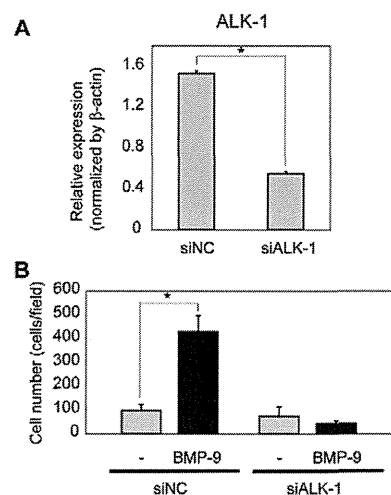 A
ALK-1
Relative expression
(normalized by β-actin)
1.6
1.2
0.8
0.4
0
*
siNC
siALK-1
B
Cell number (cells/field)
600
500
400
300
200
100
0
*
- BMP-9 - BMP-9
siNC siALK-1